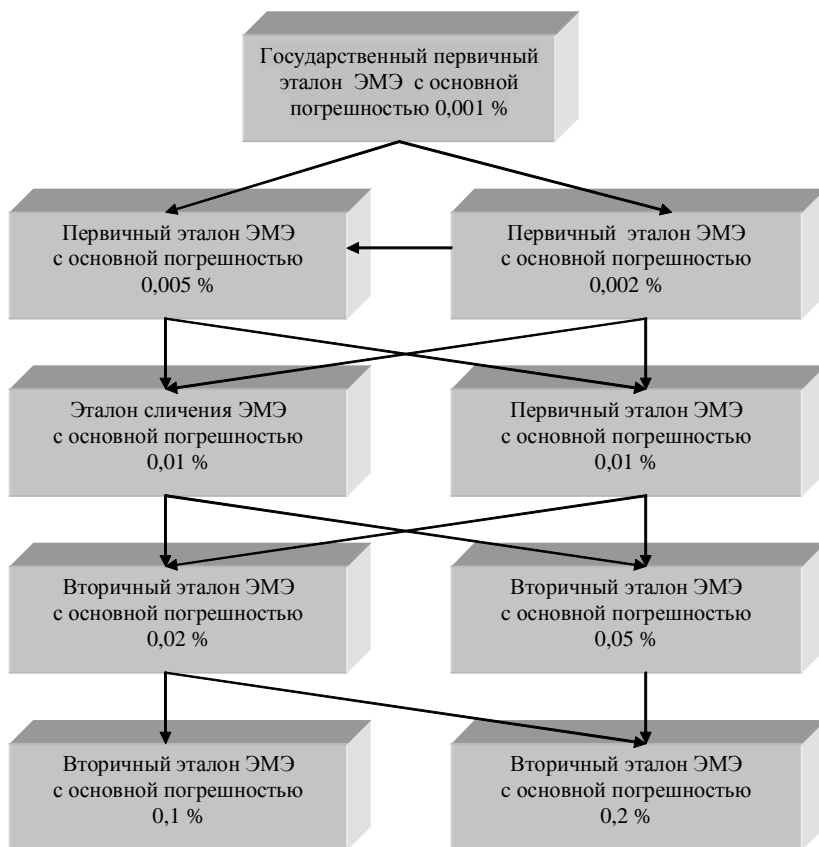 Государственный первичный
эталон ЭМЭ с основной
погрешностью 0,001 %
Первичный эталон ЭМЭ
с основной погрешностью
0,005 %
Первичный эталон ЭМЭ
с основной погрешностью
0,002 %
Эталон сличения ЭМЭ
с основной погрешностью
0,01 %
Первичный эталон ЭМЭ
с основной погрешностью
0,01 %
Вторичный эталон ЭМЭ
с основной погрешностью
0,02 %
Вторичный эталон ЭМЭ
с основной погрешностью
0,05 %
Вторичный эталон ЭМЭ
с основной погрешностью
0,1 %
Вторичный эталон ЭМЭ
с основной погрешностью
0,2 %